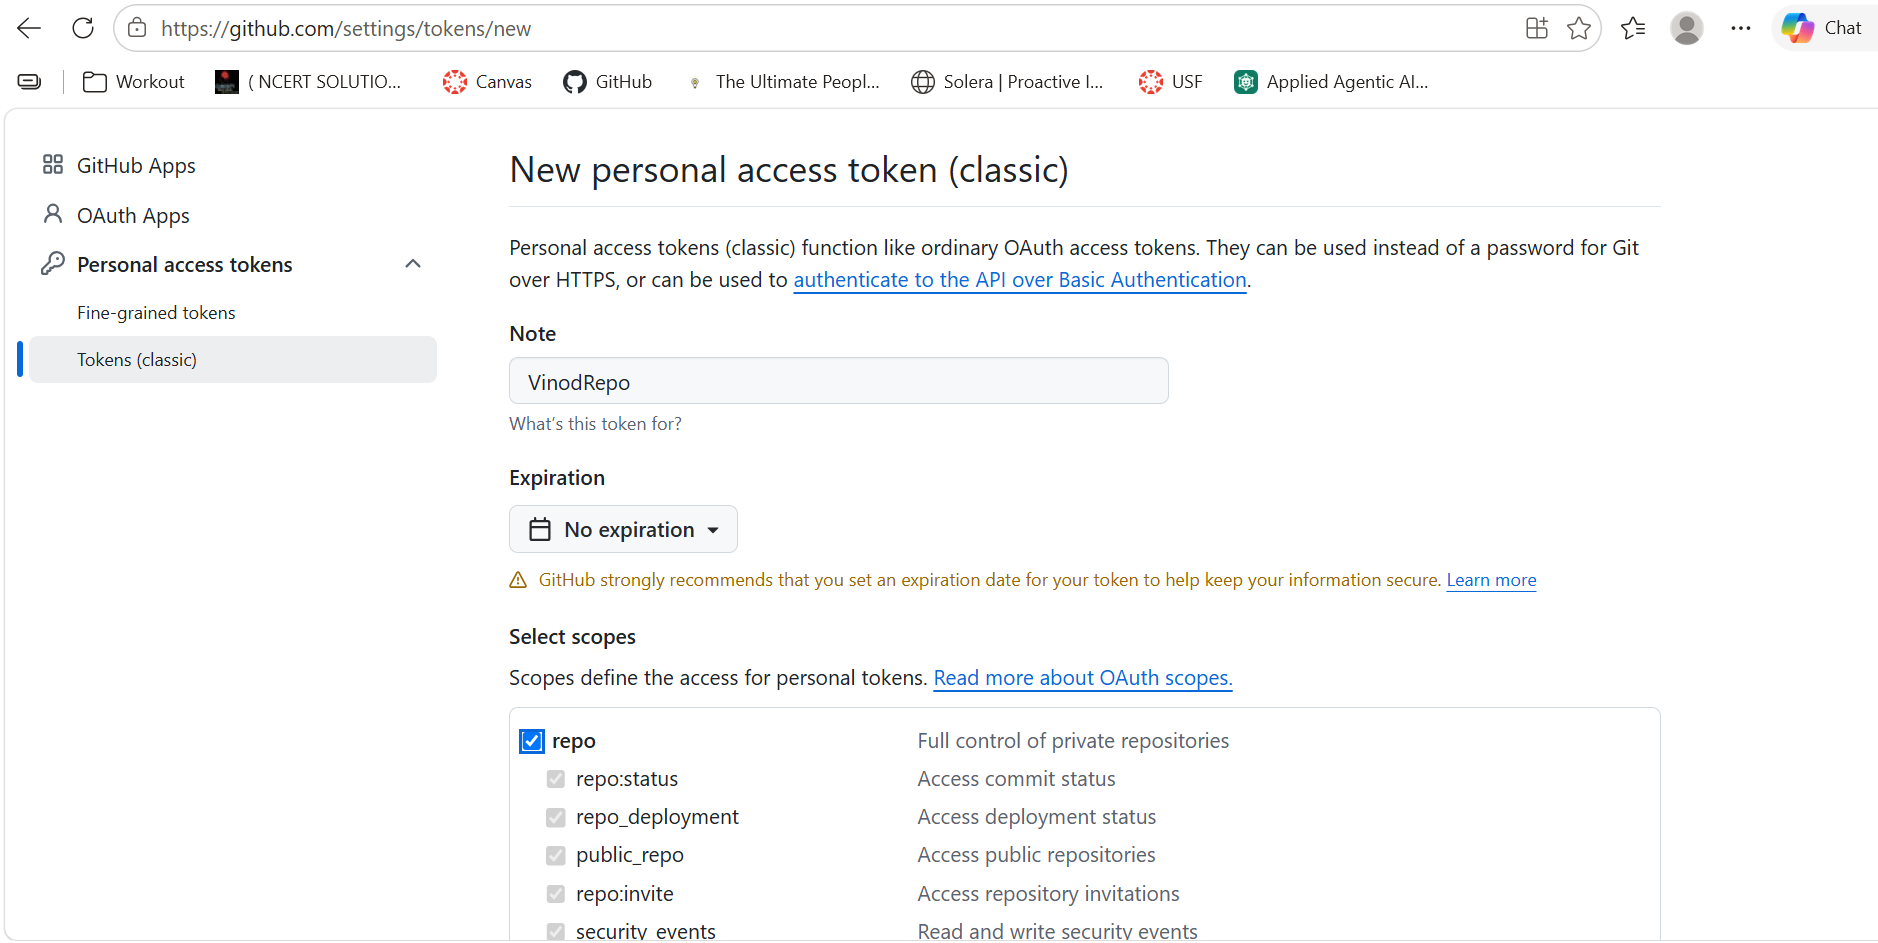 https://github.com/settings/tokens/new
Chat
Workout
( NCERT SOLUTIO...
Canvas
GitHub
The Ultimate Peopl...
Solera | Proactive I...
USF
Applied Agentic AI...
GitHub Apps
OAuth Apps
Personal access tokens
Fine-grained tokens
Tokens (classic)
New personal access token (classic)
Personal access tokens (classic) function like ordinary OAuth access tokens. They can be used instead of a password for Git
over HTTPS, or can be used to authenticate to the API over Basic Authentication.
Note
VinodRepo
What's this token for?
Expiration
No expiration
GitHub strongly recommends that you set an expiration date for your token to help keep your information secure. Learn more
Select scopes
Scopes define the access for personal tokens. Read more about OAuth scopes.
repo Full control of private repositories
repo:status Access commit status
repo_deployment Access deployment status
public_repo Access public repositories
repo:invite Access repository invitations
security_events Read and write security events